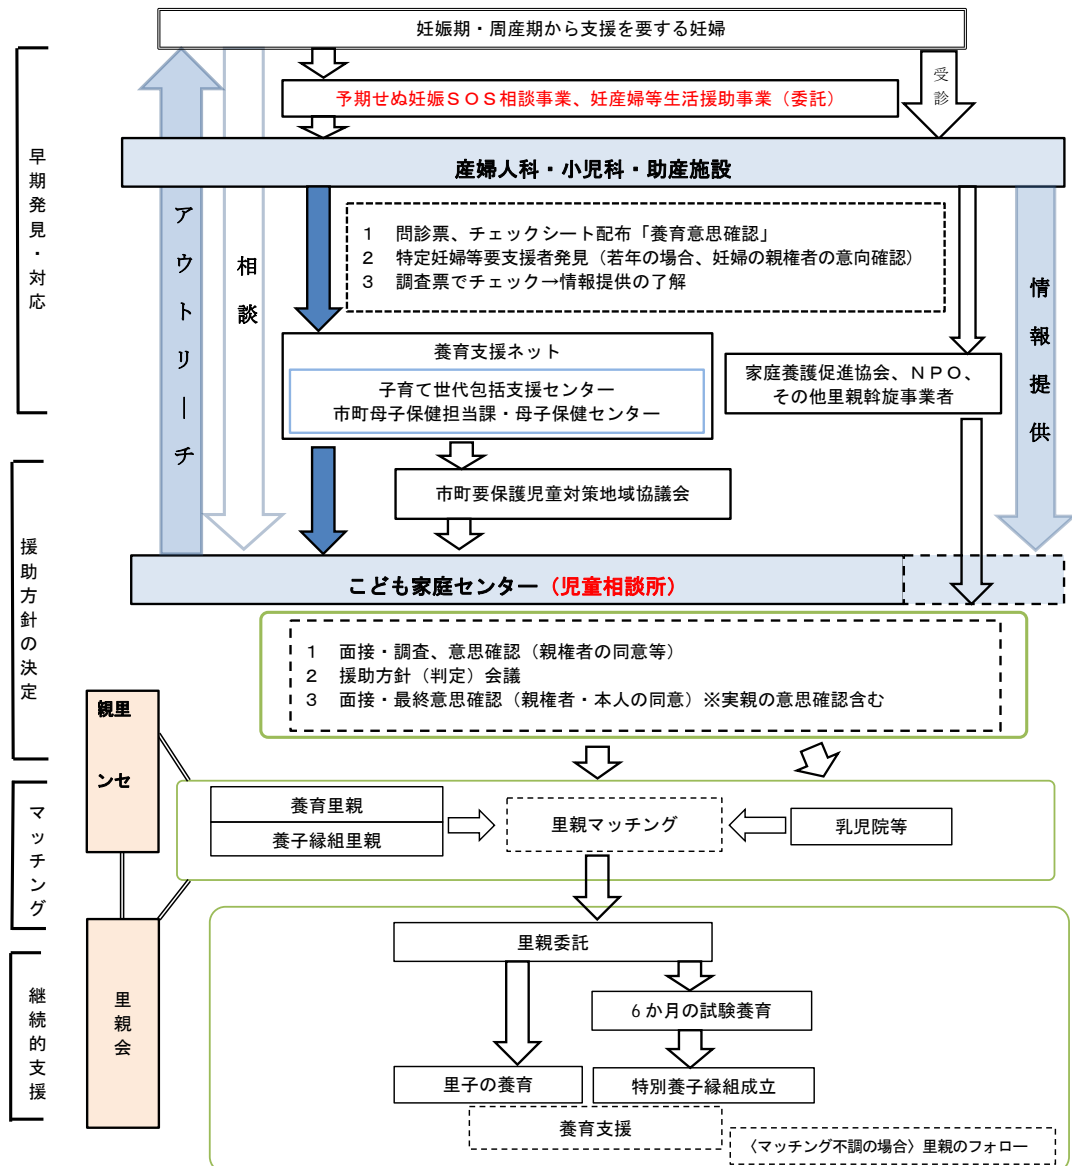 妊娠期・周産期から支援を要する妊婦
受診
予期せぬ妊娠ＳＯＳ相談事業、妊産婦等生活援助事業（委託）
早期発見・対応
産婦人科・小児科・助産施設
アウトリーチ
相談
情報提供
1　問診票、チェックシート配布「養育意思確認」
2　特定妊婦等要支援者発見（若年の場合、妊婦の親権者の意向確認）
3　調査票でチェック→情報提供の了解
養育支援ネット
子育て世代包括支援センター
市町母子保健担当課・母子保健センター
家庭養護促進協会、ＮＰＯ、
その他里親斡旋事業者
市町要保護児童対策地域協議会
援助方針の決定
こども家庭センター（児童相談所）
1　面接・調査、意思確認（親権者の同意等）
2　援助方針（判定）会議
3　面接・最終意思確認（親権者・本人の同意）※実親の意思確認含む
親里
ンセ
マッチング
養育里親
養子縁組里親
里親マッチング
乳児院等
里親会
継続的支援
里親委託
6か月の試験養育
里子の養育
特別養子縁組成立
養育支援
〈マッチング不調の場合〉里親のフォロー